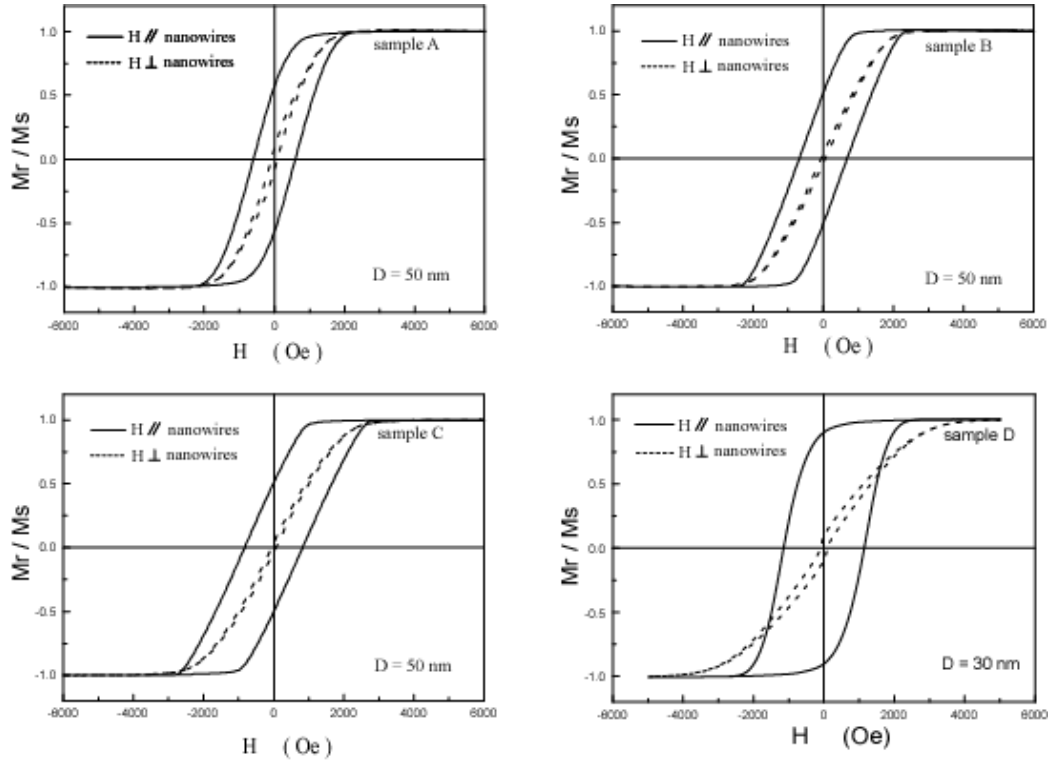 1.0
0.5
0.0
-0.5
-1.0
Mr / Ms
H // nanowires
H ⊥ nanowires
sample A
D = 50 nm
-6000 -4000 -2000 0 2000 4000 6000
H ( Oe )
1.0
0.5
0.0
-0.5
-1.0
Mr / Ms
H // nanowires
H ⊥ nanowires
sample B
D = 50 nm
-6000 -4000 -2000 0 2000 4000 6000
H ( Oe )
1.0
0.5
0.0
-0.5
-1.0
Mr / Ms
H // nanowires
H ⊥ nanowires
sample C
D = 50 nm
-6000 -4000 -2000 0 2000 4000 6000
H ( Oe )
1.0
0.5
0.0
-0.5
-1.0
Mr / Ms
H // nanowires
H ⊥ nanowires
sample D
D = 30 nm
-6000 -4000 -2000 0 2000 4000 6000
H (Oe)